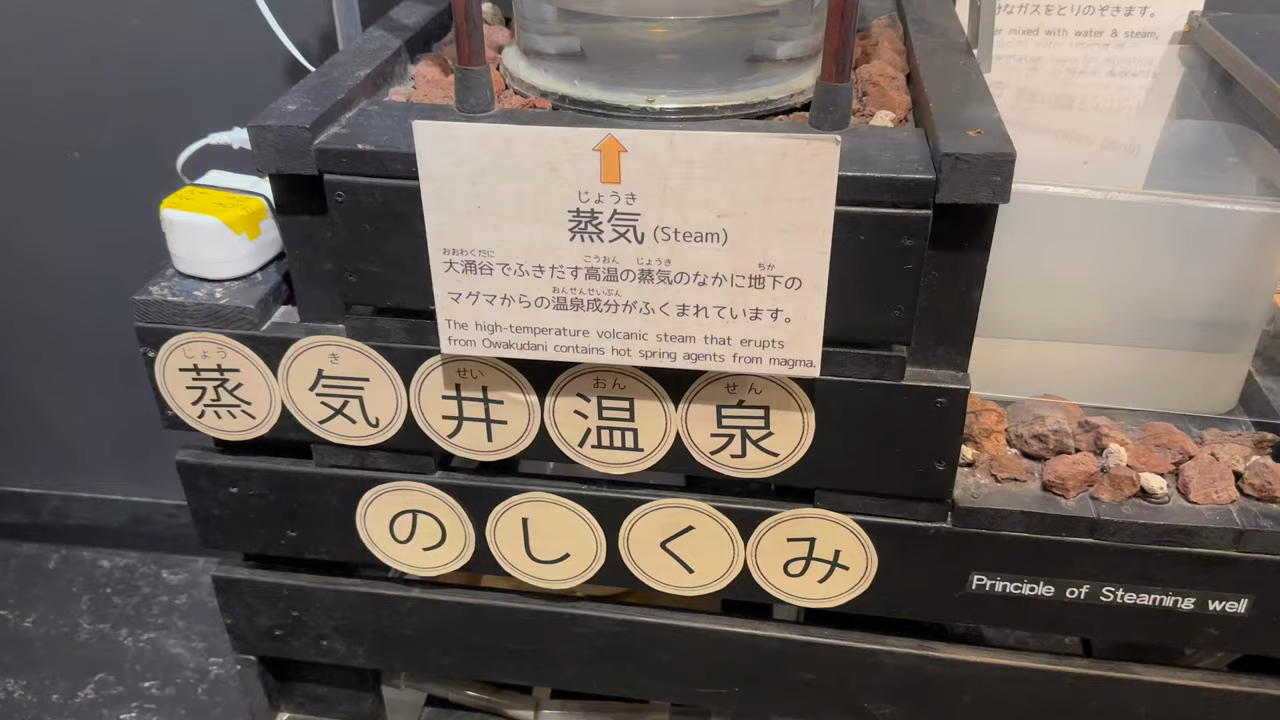 なガスをとりのぞきます。
er mixed with water & steam,
じょうき
蒸気 (Steam)
おおわくだに こうおん じょうき ちか
大涌谷でふきだす高温の蒸気のなかに地下の
おんせんせいぶん
マグマからの温泉成分がふくまれています。
The high-temperature volcanic steam that erupts
from Owakudani contains hot spring agents from magma.
じょう き せい おん せん
蒸気井温泉
のしくみ
Principle of Steaming well